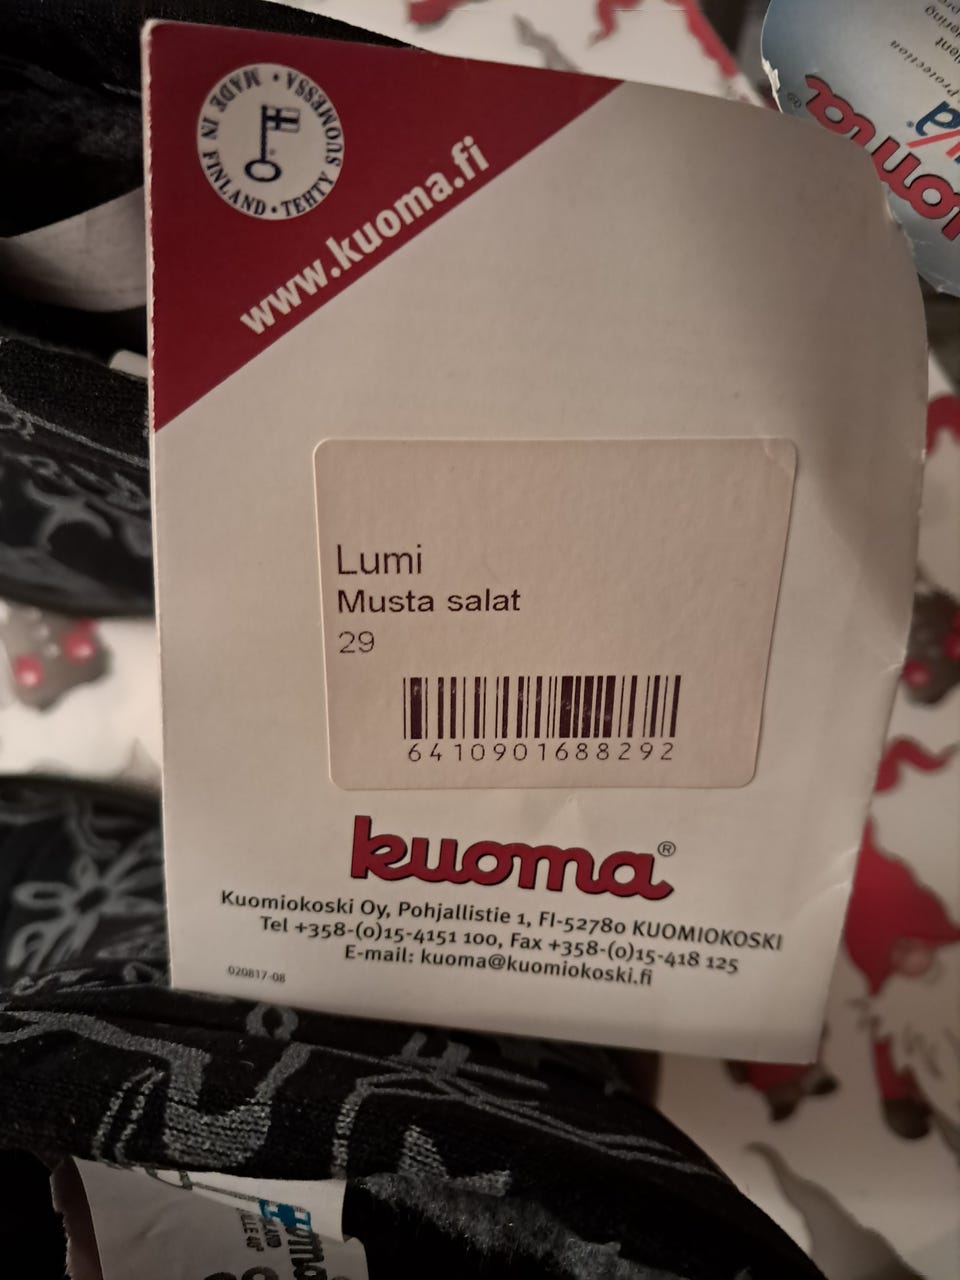 MADE IN FINLAND • TEHTY SUOMESSA •
www.kuoma.fi
Lumi
Musta salat
29
6410901688292
kuoma®
Kuomiokoski Oy, Pohjallistie 1, FI-52780 KUOMIOKOSKI
Tel +358-(0)15-4151 100, Fax +358-(0)15-418 125
E-mail: kuoma@kuomiokoski.fi
020817-08
protection